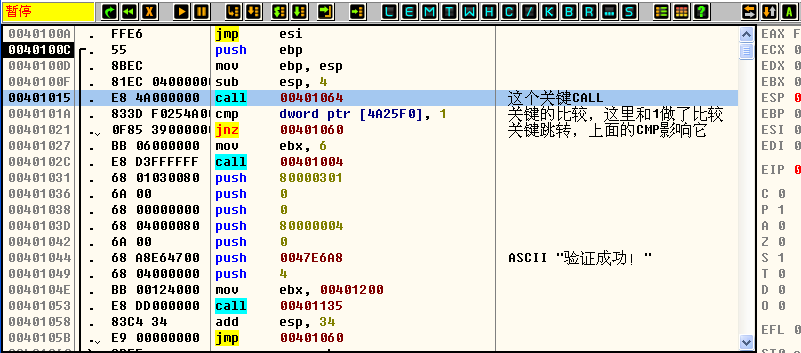 暂停 L E M T W H C / K B R ... S ?
0040100A . FFE6 jmp esi EAX F
0040100C . 55 push ebp ECX 0
0040100D . 8BEC mov ebp, esp EDX 0
0040100F . 81EC 04000000 sub esp, 4 EBX 0
00401015 . E8 4A000000 call 00401064 这个关键CALL ESP 0
0040101A . 833D F0254A00 cmp dword ptr [4A25F0], 1 关键的比较，这里和1做了比较 EBP 0
00401021 . 0F85 39000000 jnz 00401060 关键跳转，上面的CMP影响它 ESI 0
00401027 . BB 06000000 mov ebx, 6 EDI 0
0040102C . E8 D3FFFFFF call 00401004
00401031 . 68 01030080 push 80000301 EIP 0
00401036 . 6A 00 push 0 C 0
00401038 . 68 00000000 push 0 P 1
0040103D . 68 04000080 push 80000004 A 0
00401042 . 6A 00 push 0 Z 0
00401044 . 68 A8E64700 push 0047E6A8 ASCII "验证成功！" S 1
00401049 . 68 04000000 push 4 T 0
0040104E . BB 00124000 mov ebx, 00401200 D 0
00401053 . E8 DD000000 call 00401135 O 0
00401058 . 83C4 34 add esp, 34
0040105B . E9 00000000 jmp 00401060 EFL 0